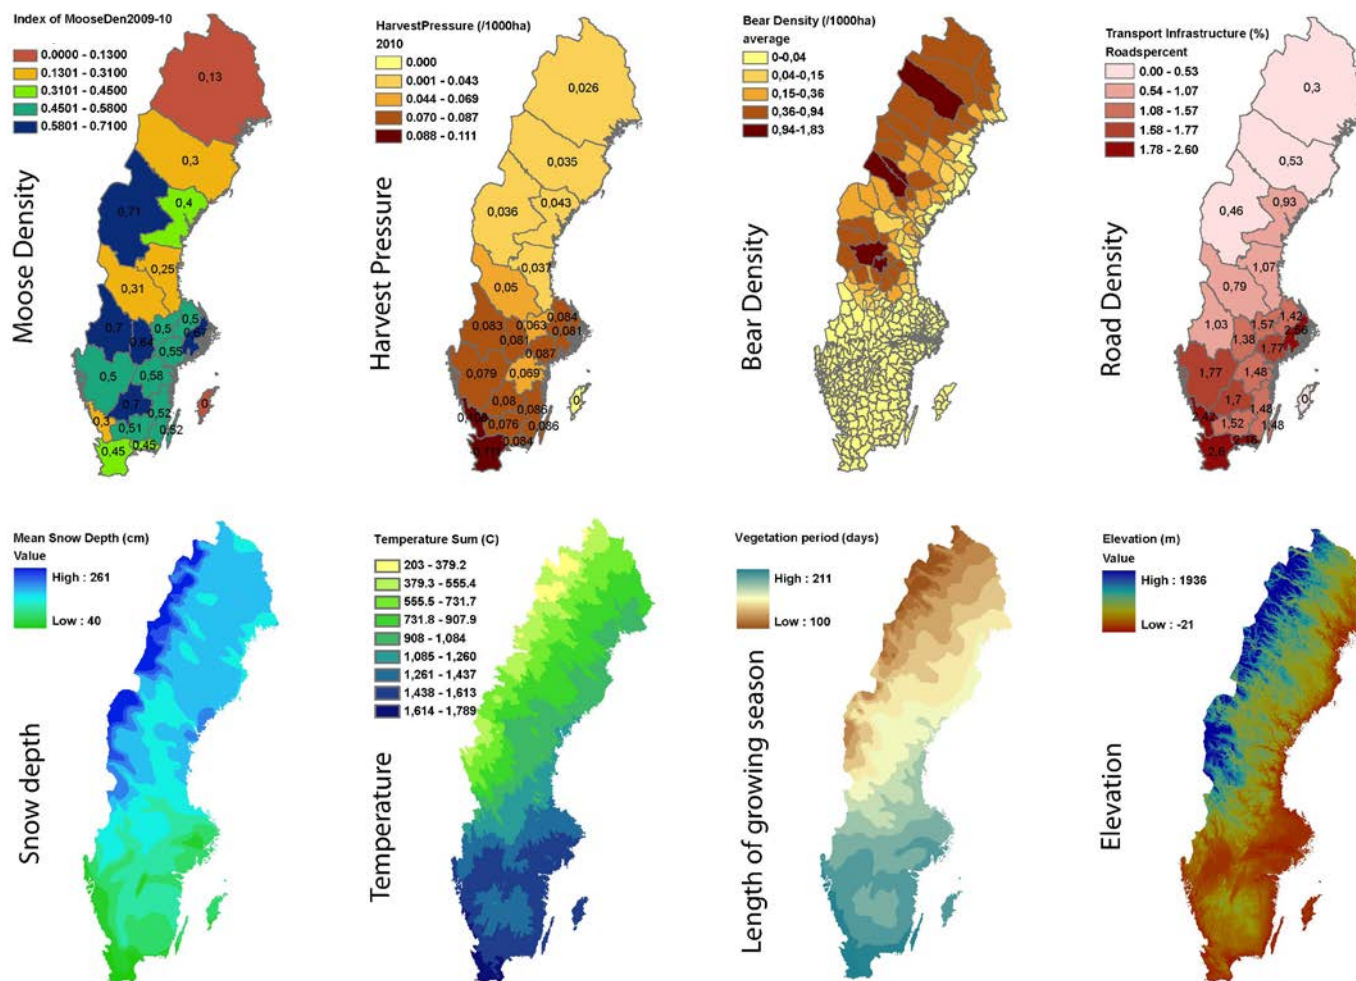 Index of MooseDen2009-10
0.0000 - 0.1300
0.1301 - 0.3100
0.3101 - 0.4500
0.4501 - 0.5800
0.5801 - 0.7100
Moose Density
0,13
0,3
0,71
0,4
0,25
0,31
0,7
0,5
0,5
0,67
0,64
0,55
0,5
0,58
0,7
0,52
0,3
0,51
0,52
0,45
0,45
0
HarvestPressure (/1000ha)
2010
0.000
0.001 - 0.043
0.044 - 0.069
0.070 - 0.087
0.088 - 0.111
Harvest Pressure
0,026
0,035
0,036
0,043
0,037
0,05
0,083
0,063
0,084
0,081
0,081
0,087
0,079
0,069
0,08
0,086
0,076
0,086
0,084
0
Bear Density (/1000ha)
average
0-0,04
0,04-0,15
0,15-0,36
0,36-0,94
0,94-1,83
Bear Density
Transport Infrastructure (%)
Roadspercent
0.00 - 0.53
0.54 - 1.07
1.08 - 1.57
1.58 - 1.77
1.78 - 2.60
Road Density
0,3
0,53
0,46
0,93
1,07
0,79
1,03
1,57
1,42
1,38
1,77
1,77
1,48
1,7
1,48
1,52
1,48
2,6
0
Mean Snow Depth (cm)
Value
High : 261
Low : 40
Snow depth
Temperature Sum (C)
203 - 379.2
379.3 - 555.4
555.5 - 731.7
731.8 - 907.9
908 - 1,084
1,085 - 1,260
1,261 - 1,437
1,438 - 1,613
1,614 - 1,789
Temperature
Vegetation period (days)
High : 211
Low : 100
Length of growing season
Elevation (m)
Value
High : 1936
Low : -21
Elevation